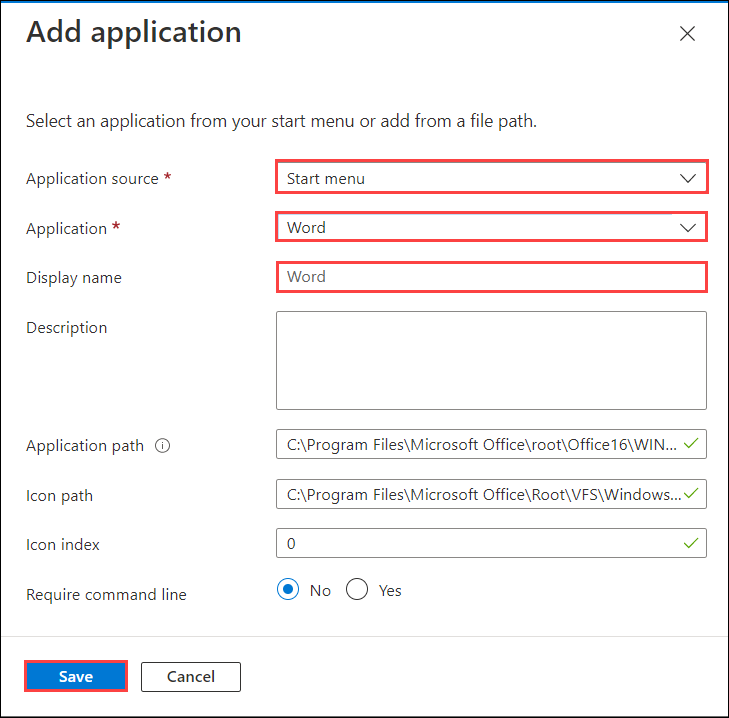 Add application
Select an application from your start menu or add from a file path.
Application source * Start menu
Application * Word
Display name Word
Description
Application path C:\Program Files\Microsoft Office\root\Office16\WIN...
Icon path C:\Program Files\Microsoft Office\Root\VFS\Windows...
Icon index 0
Require command line No Yes
Save Cancel